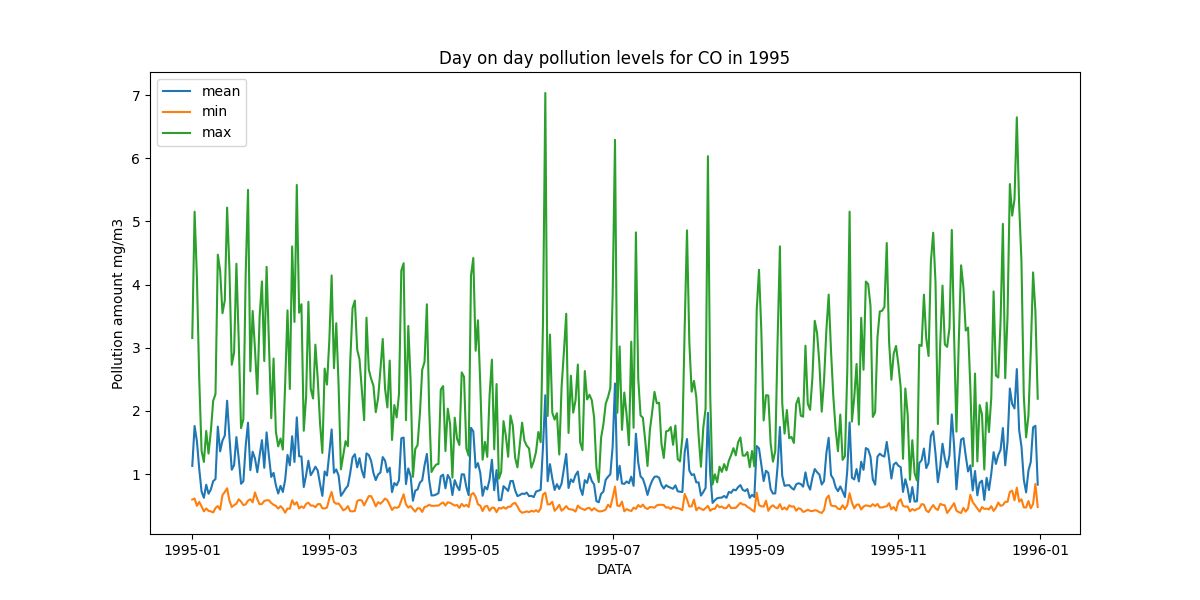 Day on day pollution levels for CO in 1995
mean
min
max
7
6
5
4
3
2
1
Pollution amount mg/m3
1995-01
1995-03
1995-05
1995-07
1995-09
1995-11
1996-01
DATA